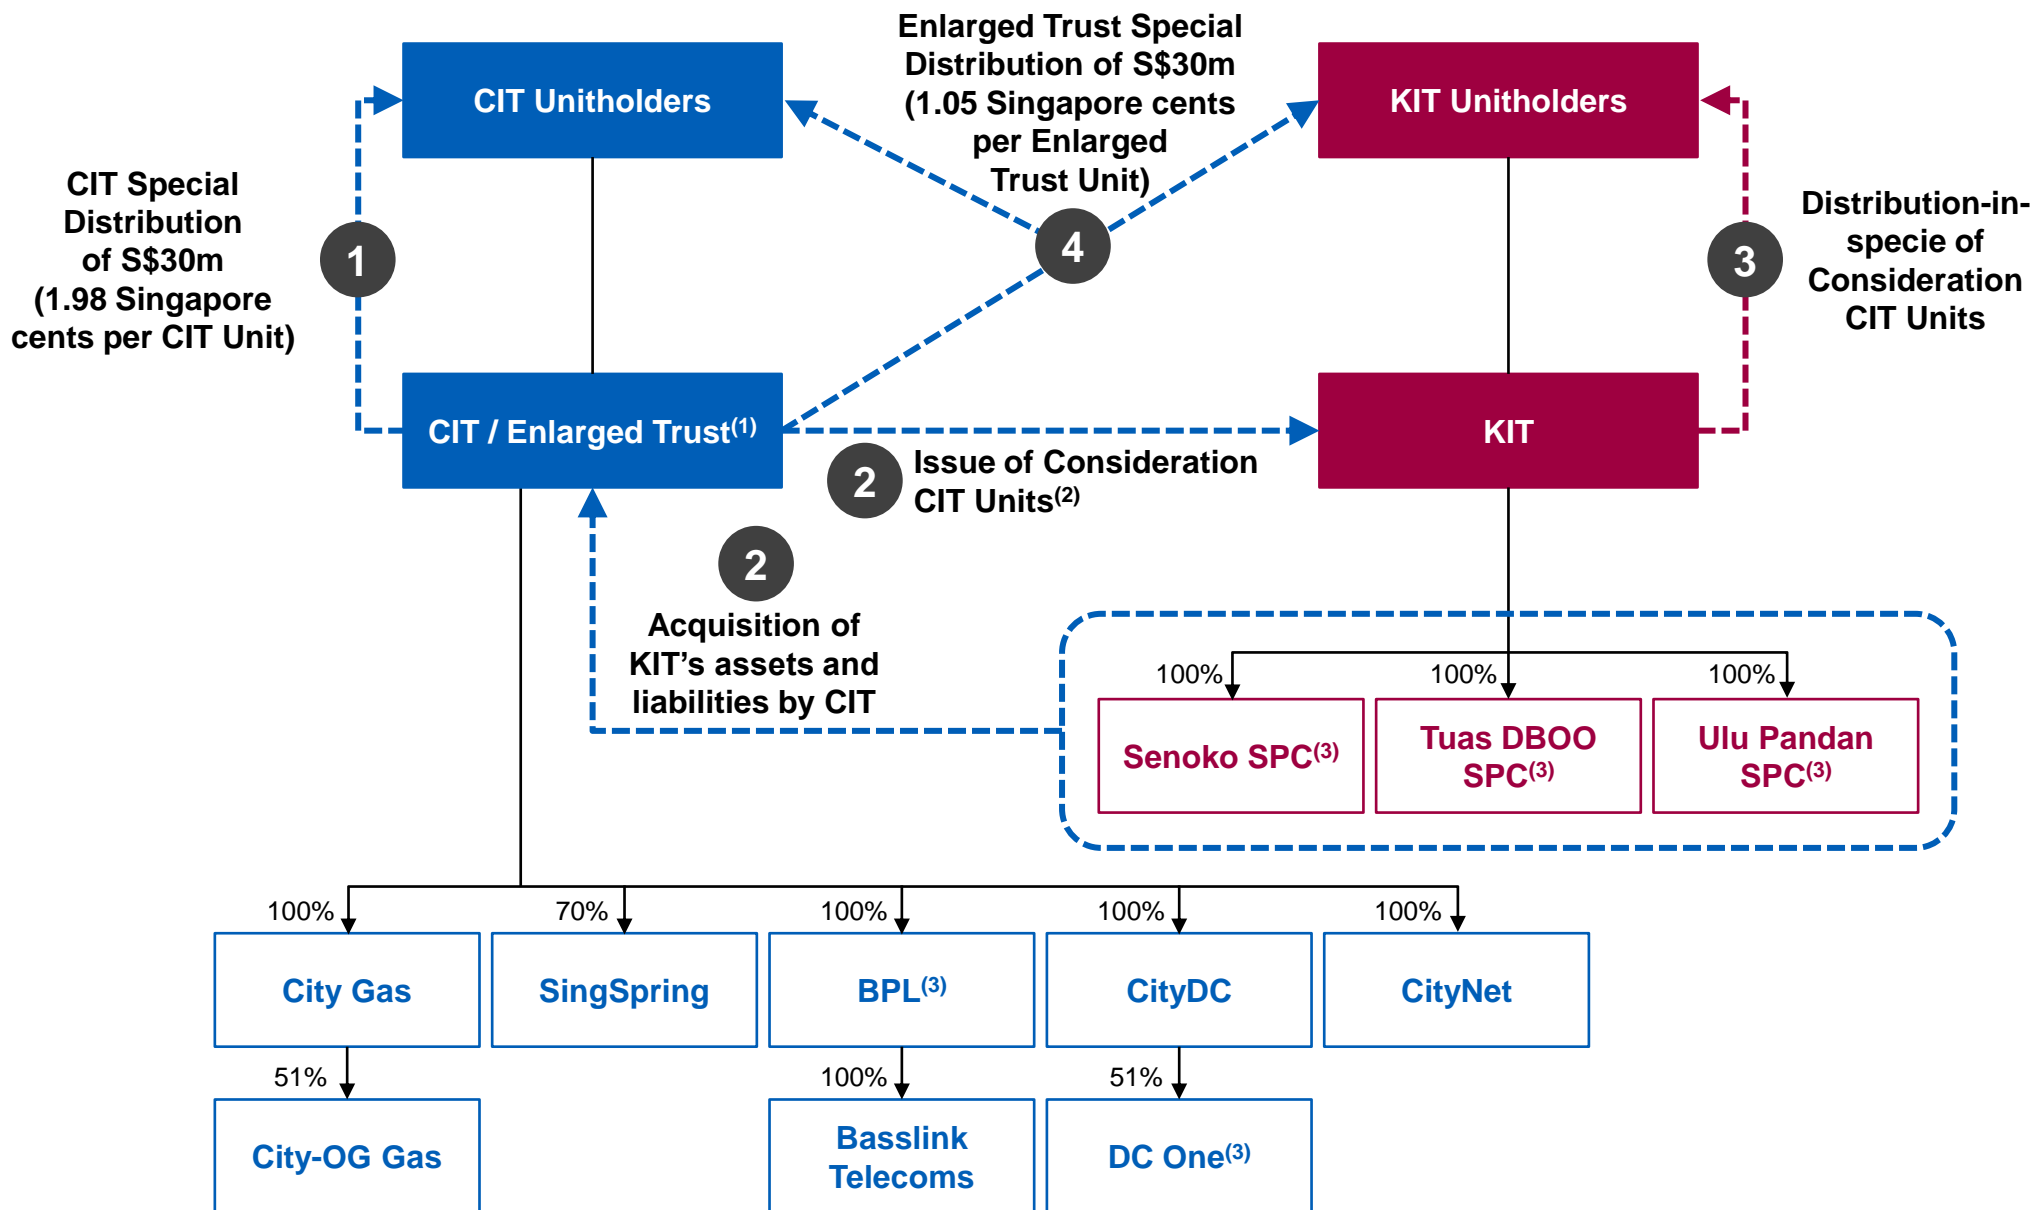 Enlarged Trust Special
Distribution of S$30m
(1.05 Singapore cents
per Enlarged
Trust Unit)
CIT Unitholders
KIT Unitholders
CIT Special
Distribution
of S$30m
(1.98 Singapore
cents per CIT Unit)
1
4
3
Distribution-in-
specie of
Consideration
CIT Units
CIT / Enlarged Trust(1)
KIT
2
Issue of Consideration
CIT Units(2)
2
Acquisition of
KIT's assets and
liabilities by CIT
100%
100%
100%
Senoko SPC(3)
Tuas DBOO
SPC(3)
Ulu Pandan
SPC(3)
100%
70%
100%
100%
100%
City Gas
SingSpring
BPL(3)
CityDC
CityNet
51%
100%
51%
City-OG Gas
Basslink
Telecoms
DC One(3)